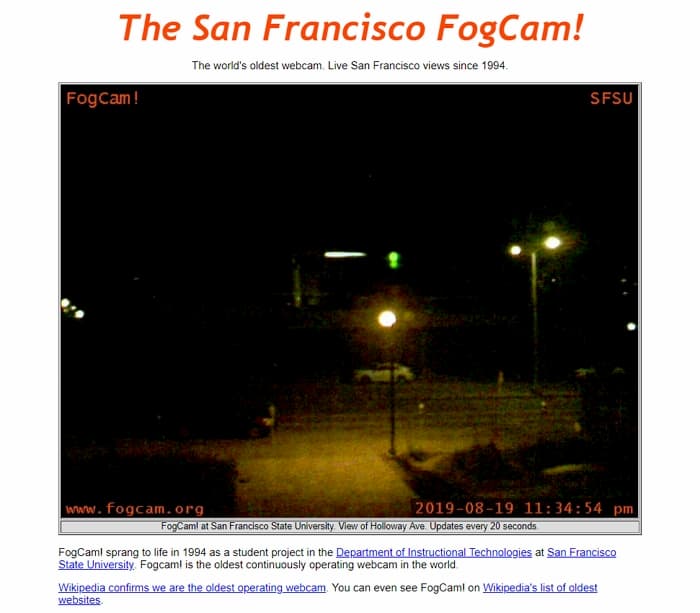 The San Francisco FogCam!
The world's oldest webcam. Live San Francisco views since 1994.
FogCam! SFSU
www.fogcam.org 2019-08-19 11:34:54 pm
FogCam! at San Francisco State University. View of Holloway Ave. Updates every 20 seconds.
FogCam! sprang to life in 1994 as a student project in the Department of Instructional Technologies at San Francisco
State University. Fogcam! is the oldest continuously operating webcam in the world.
Wikipedia confirms we are the oldest operating webcam. You can even see FogCam! on Wikipedia's list of oldest
websites.